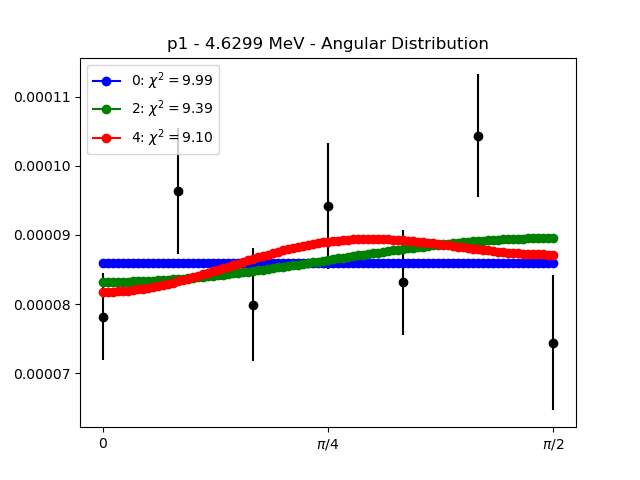 p1 - 4.6299 MeV - Angular Distribution
0: χ² = 9.99
2: χ² = 9.39
4: χ² = 9.10
0.00011
0.00010
0.00009
0.00008
0.00007
0 π/4 π/2